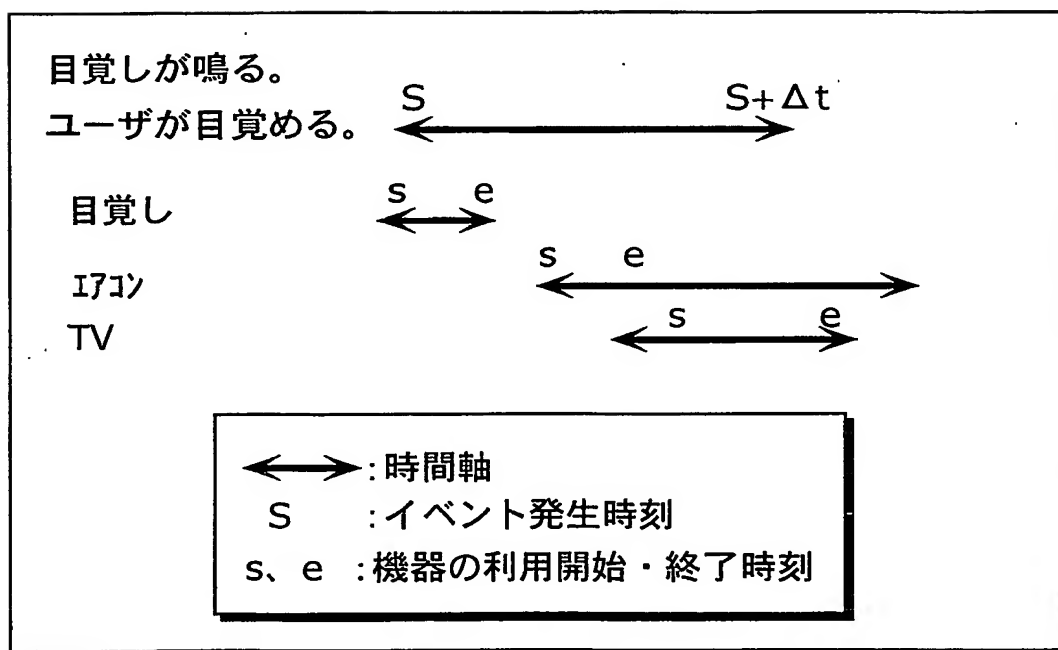 目覚しが鳴る。
S S+Δt
ユーザが目覚める。
s e
目覚し
s e
エアコン
s e
TV
:時間軸
S :イベント発生時刻
s、e :機器の利用開始・終了時刻